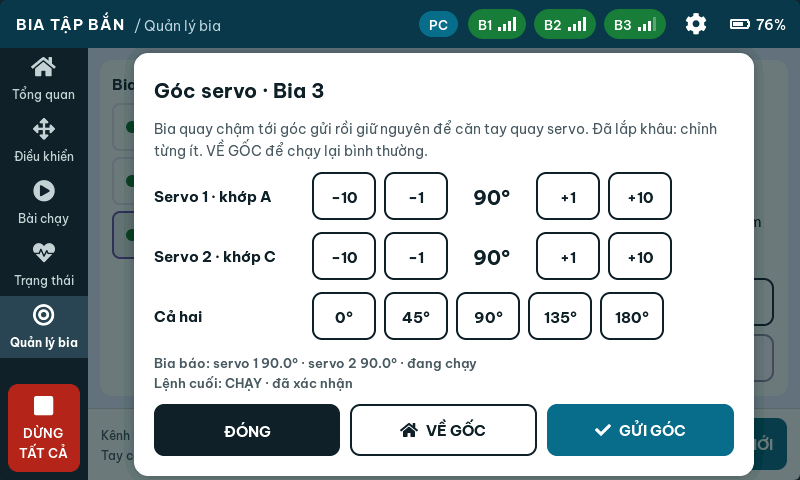 BIA TẬP BẮN / Quản lý bia PC B1 B2 B3 76%
Tổng quan
Điều khiển
Bài chạy
Trạng thái
Quản lý bia
DỪNG
TẤT CẢ
Góc servo · Bia 3
Bia quay chậm tới góc gửi rồi giữ nguyên để căn tay quay servo. Đã lắp khâu: chỉnh
từng ít. VỀ GỐC để chạy lại bình thường.
Servo 1 · khớp A −10 −1 90° +1 +10
Servo 2 · khớp C −10 −1 90° +1 +10
Cả hai 0° 45° 90° 135° 180°
Bia báo: servo 1 90.0° · servo 2 90.0° · đang chạy
Lệnh cuối: CHẠY · đã xác nhận
ĐÓNG VỀ GỐC GỬI GÓC
Kênh
Tay c